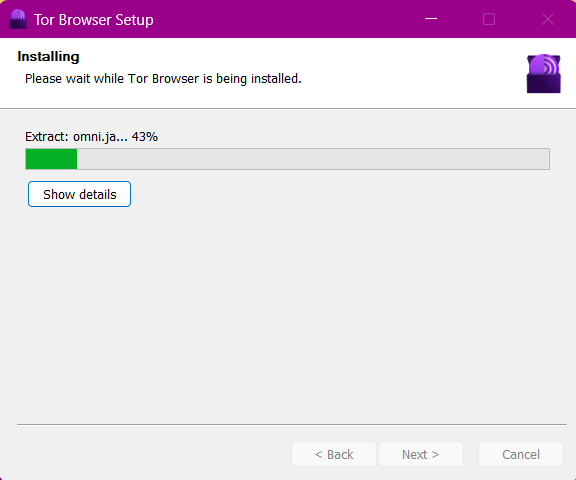 Tor Browser Setup
Installing
Please wait while Tor Browser is being installed.
Extract: omni.ja... 43%
Show details
< Back
Next >
Cancel